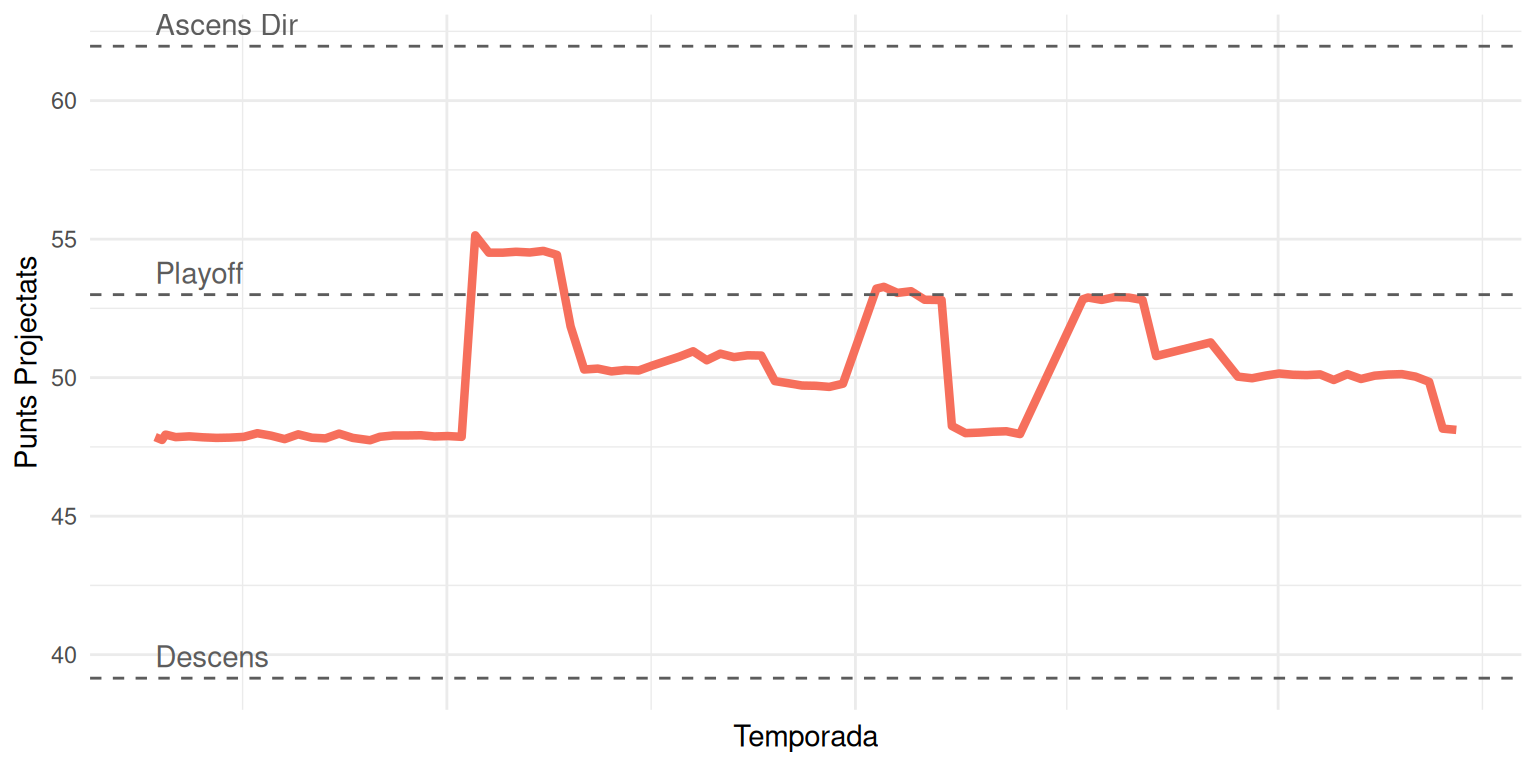 Ascens Dir
60
55
Playoff
50
45
Descens
40
Punts Projectats
Temporada